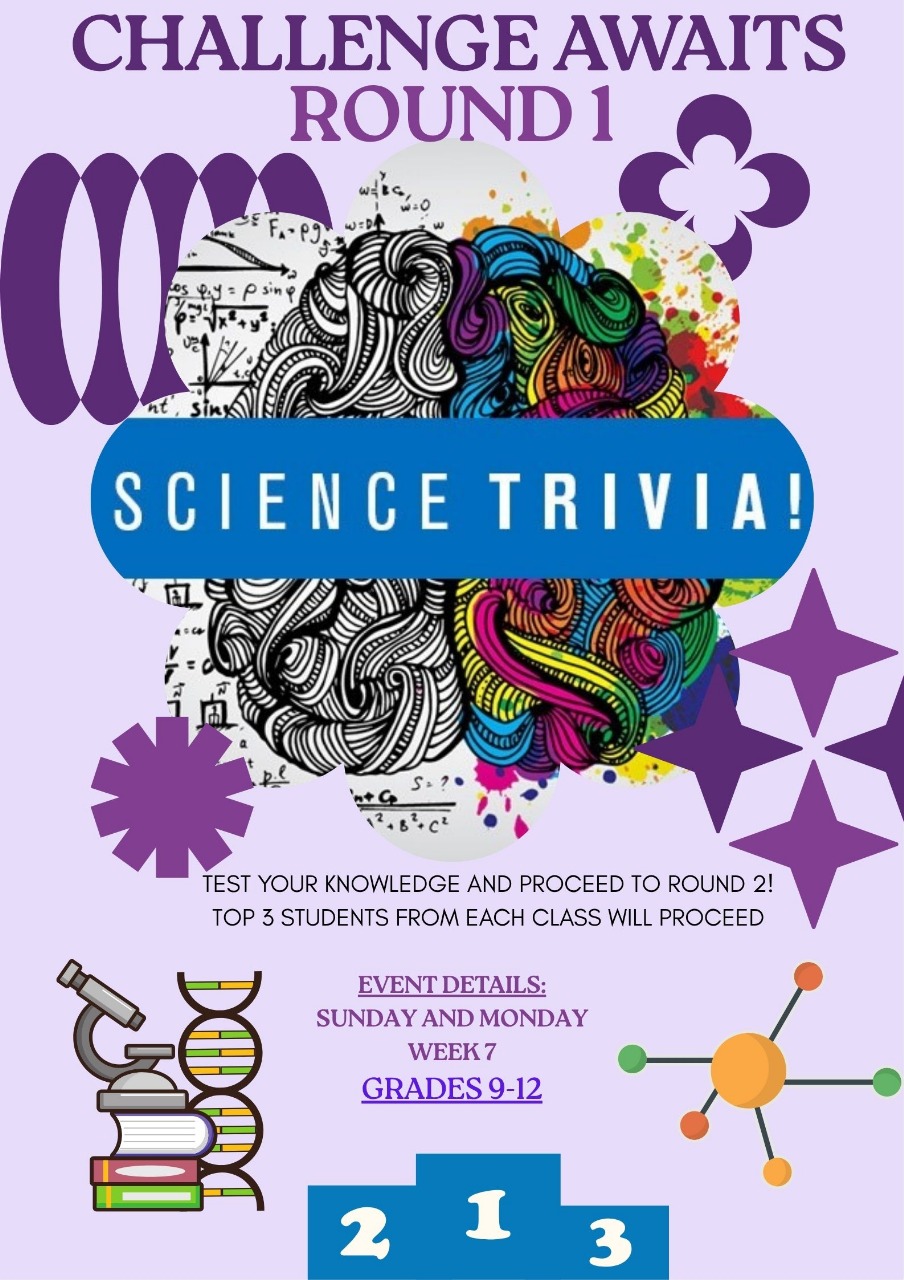 CHALLENGE AWAITS
ROUND 1
SCIENCE TRIVIA!
TEST YOUR KNOWLEDGE AND PROCEED TO ROUND 2!
TOP 3 STUDENTS FROM EACH CLASS WILL PROCEED
EVENT DETAILS:
SUNDAY AND MONDAY
WEEK 7
GRADES 9-12
2 1 3